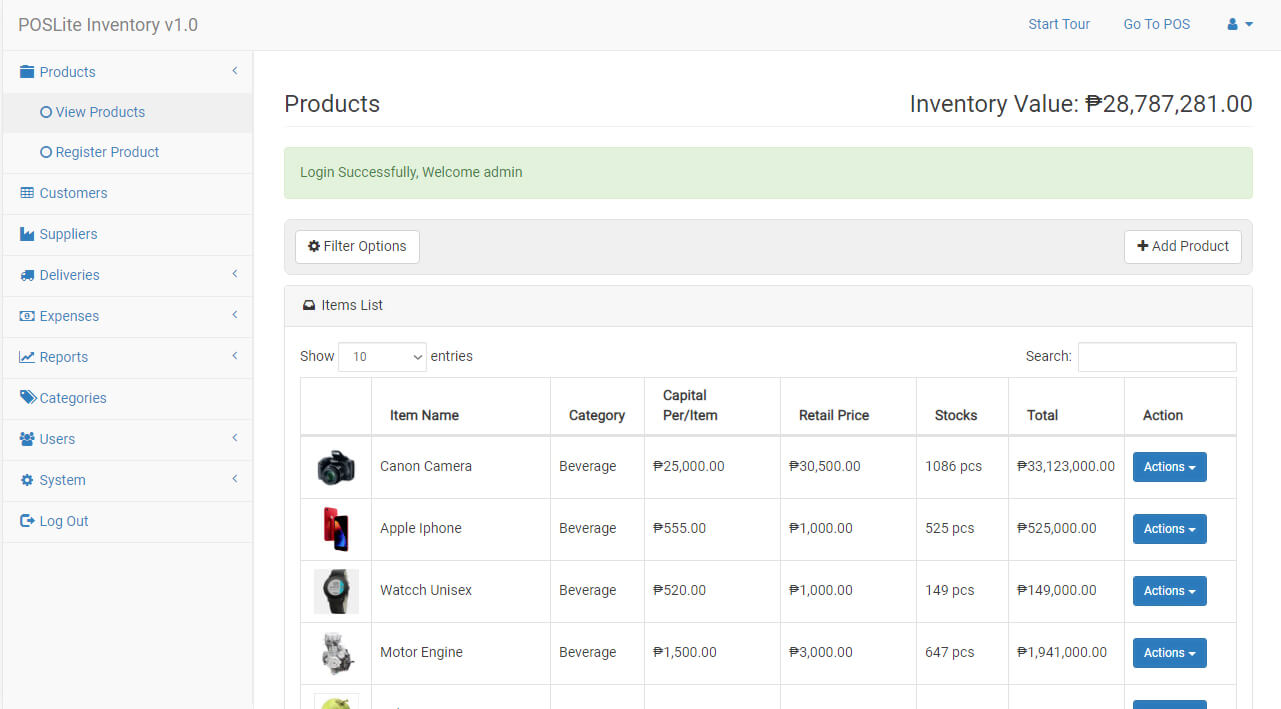 POSLite Inventory v1.0
Start Tour
Go To POS
Products
View Products
Register Product
Customers
Suppliers
Deliveries
Expenses
Reports
Categories
Users
System
Log Out
Products
Inventory Value: ₱28,787,281.00
Login Successfully, Welcome admin
Filter Options
Add Product
Items List
Show 10 entries
Search:
Item Name Category Capital Per/Item Retail Price Stocks Total Action
Canon Camera Beverage ₱25,000.00 ₱30,500.00 1086 pcs ₱33,123,000.00 Actions
Apple Iphone Beverage ₱555.00 ₱1,000.00 525 pcs ₱525,000.00 Actions
Watcch Unisex Beverage ₱520.00 ₱1,000.00 149 pcs ₱149,000.00 Actions
Motor Engine Beverage ₱1,500.00 ₱3,000.00 647 pcs ₱1,941,000.00 Actions